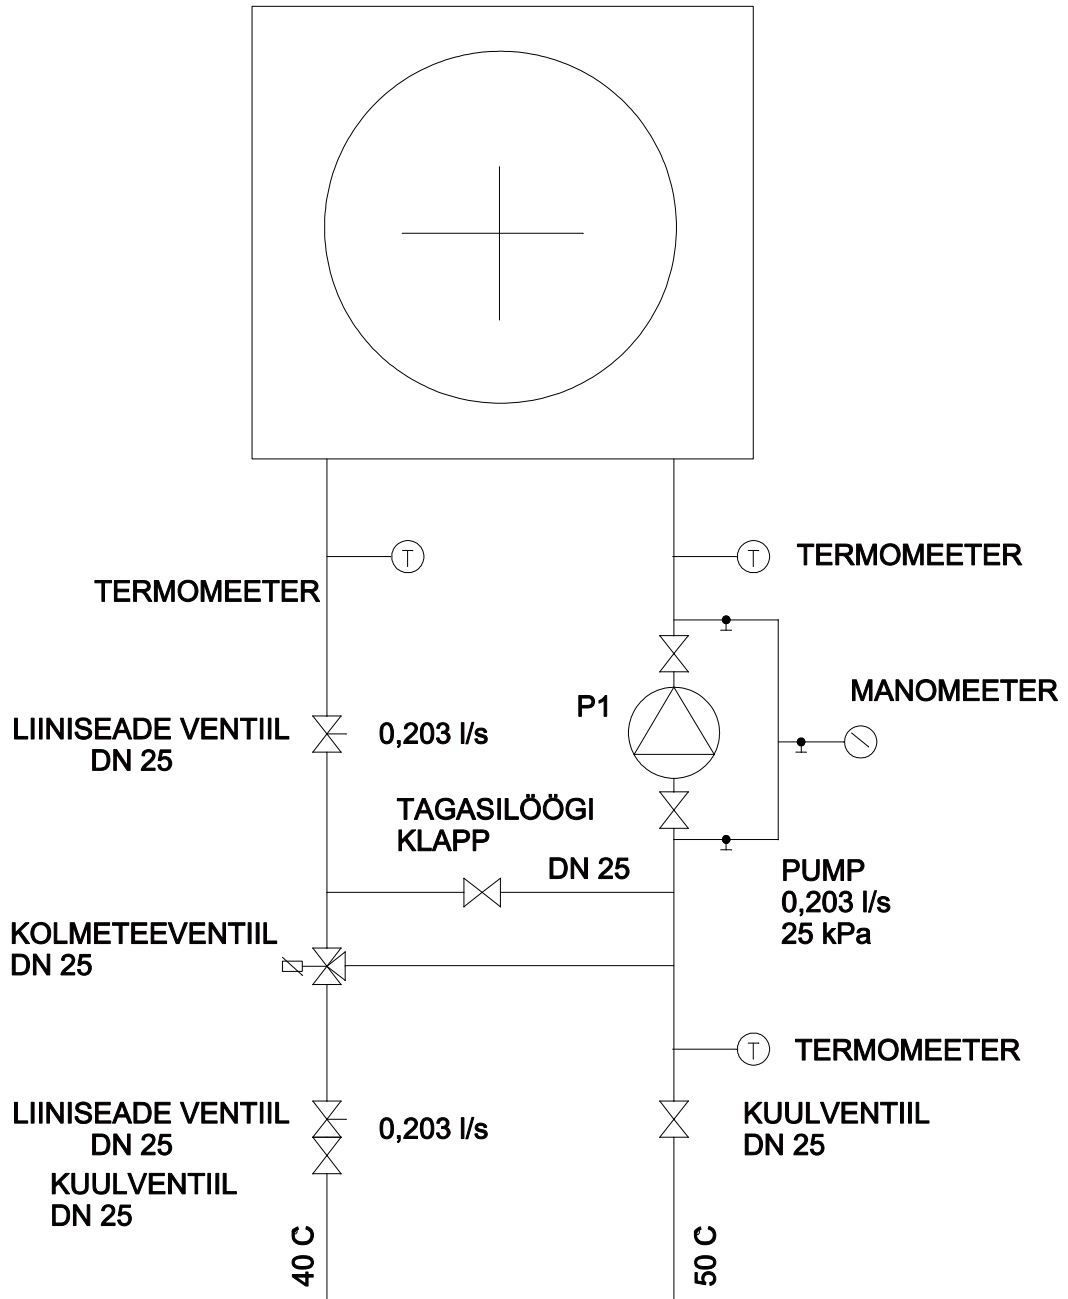 T
T
TERMOMEETER
TERMOMEETER
P1
MANOMEETER
LIINISEADE VENTIIL
DN 25
0,203 l/s
TAGASILÖÖGI
KLAPP
DN 25
PUMP
0,203 l/s
25 kPa
KOLMETEEVENTIIL
DN 25
T
TERMOMEETER
LIINISEADE VENTIIL
DN 25
0,203 l/s
KUULVENTIIL
DN 25
KUULVENTIIL
DN 25
40 C
50 C